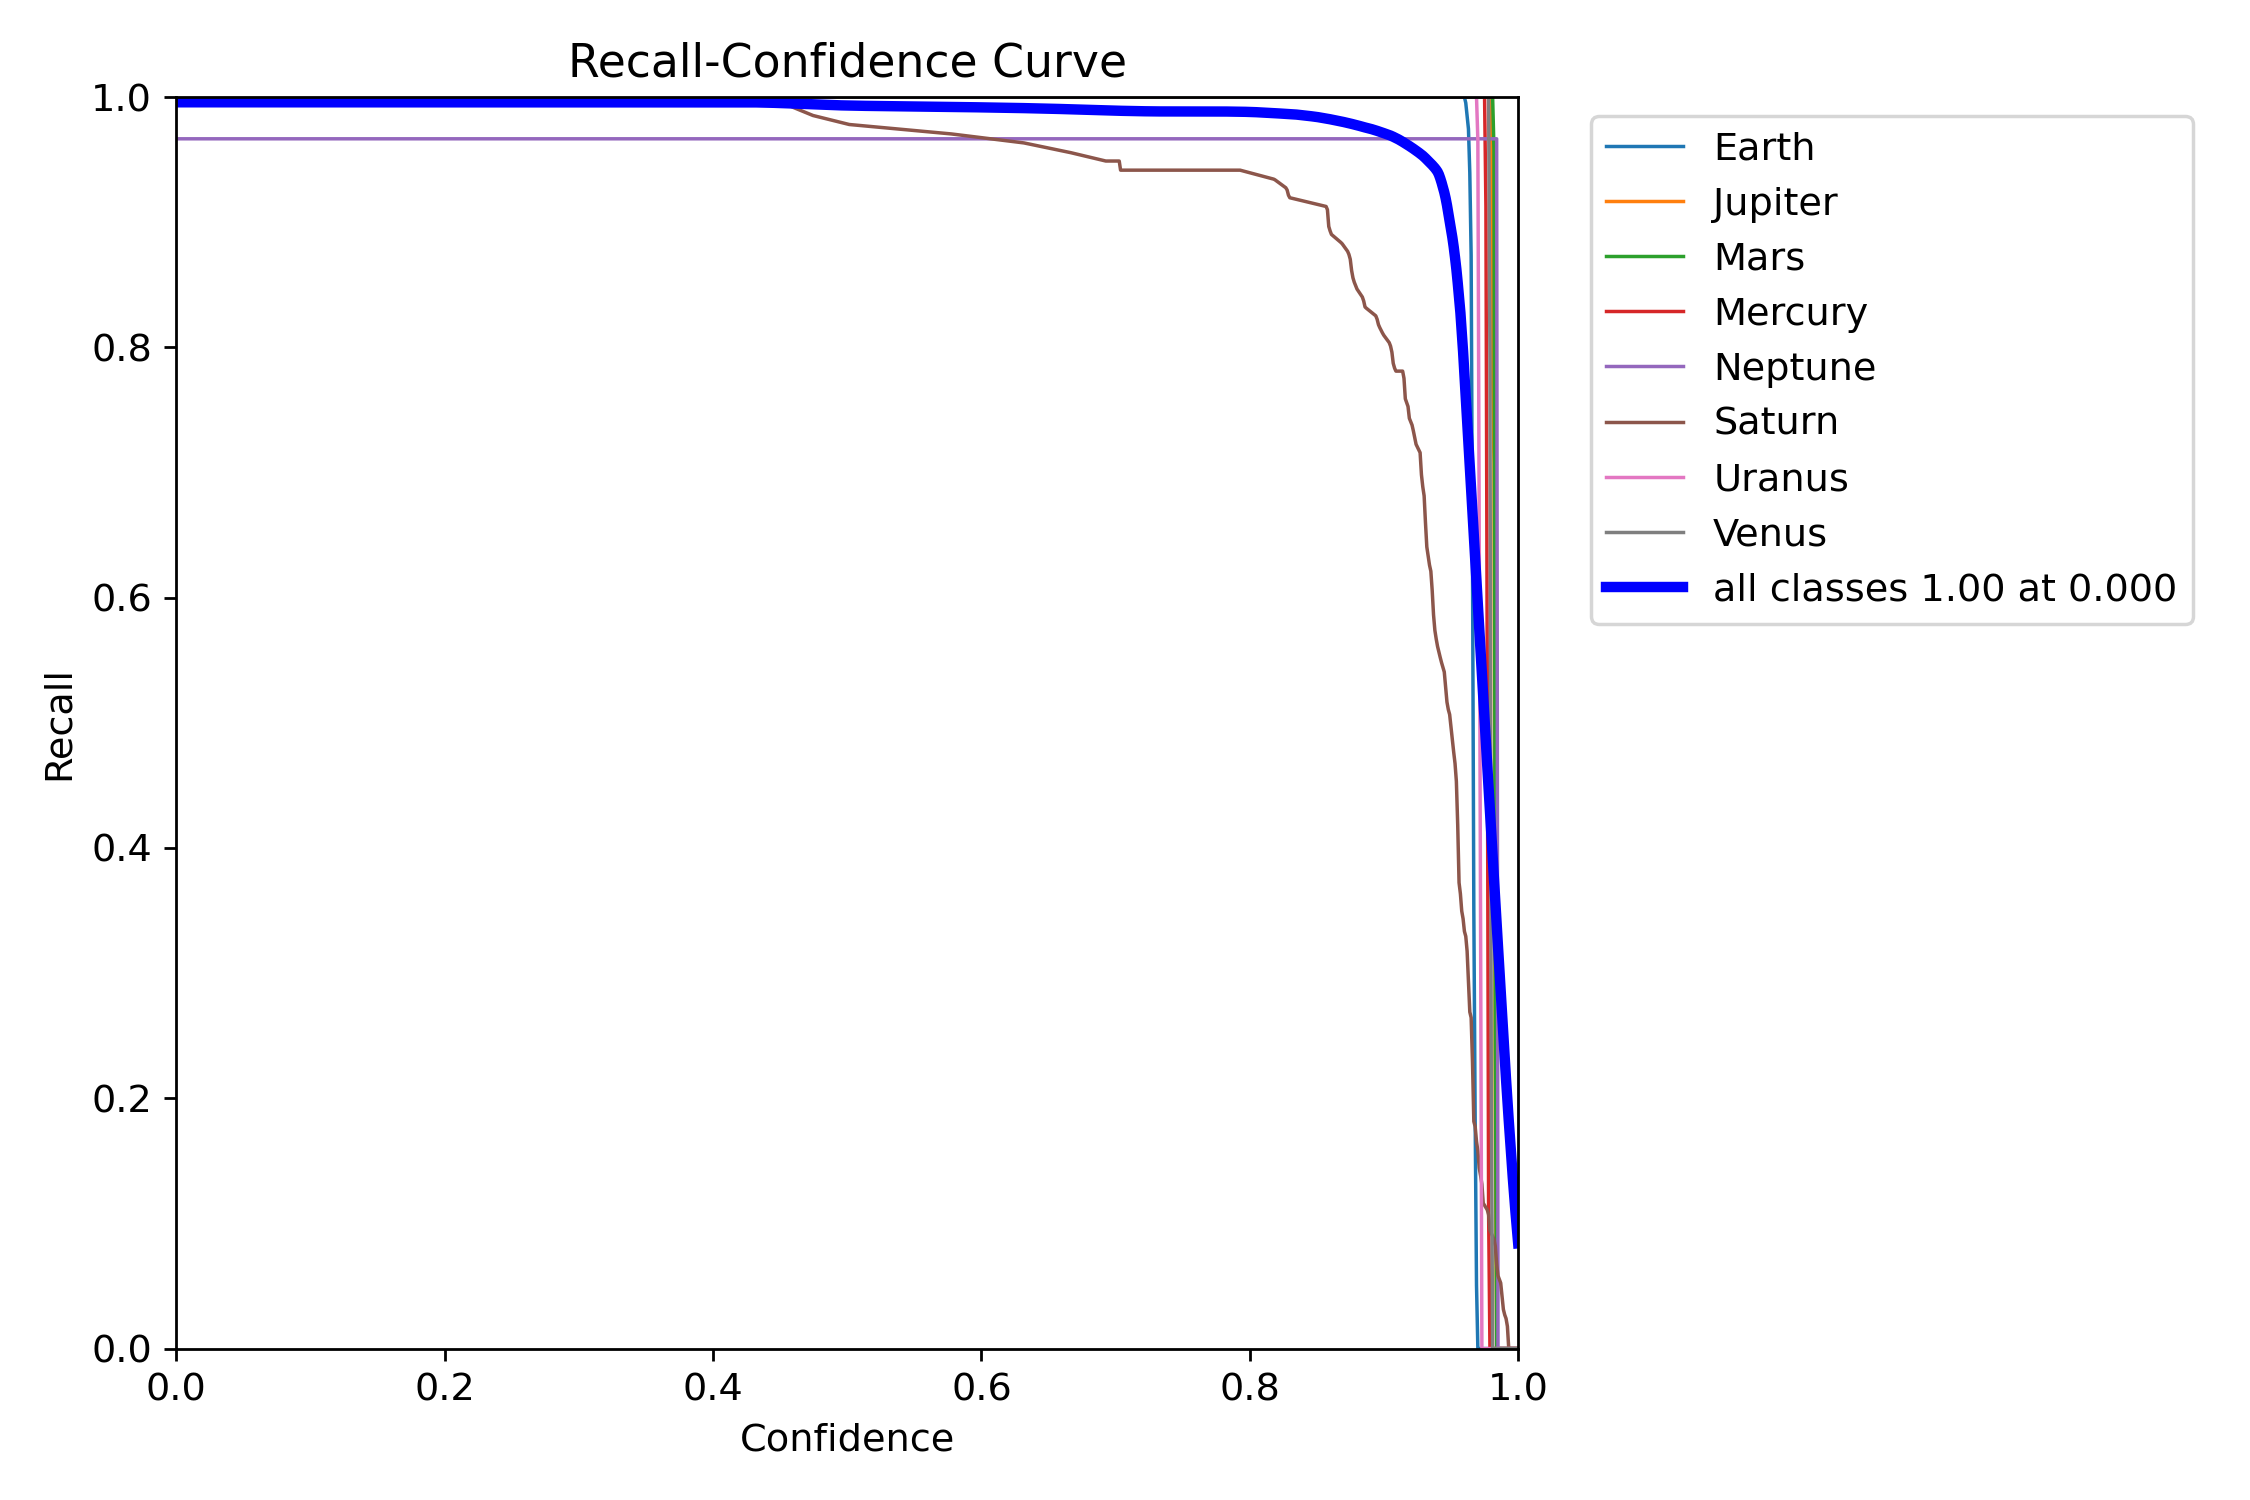 Recall-Confidence Curve
1.0
0.8
0.6
0.4
0.2
0.0
Recall
0.0 0.2 0.4 0.6 0.8 1.0
Confidence
Earth
Jupiter
Mars
Mercury
Neptune
Saturn
Uranus
Venus
all classes 1.00 at 0.000